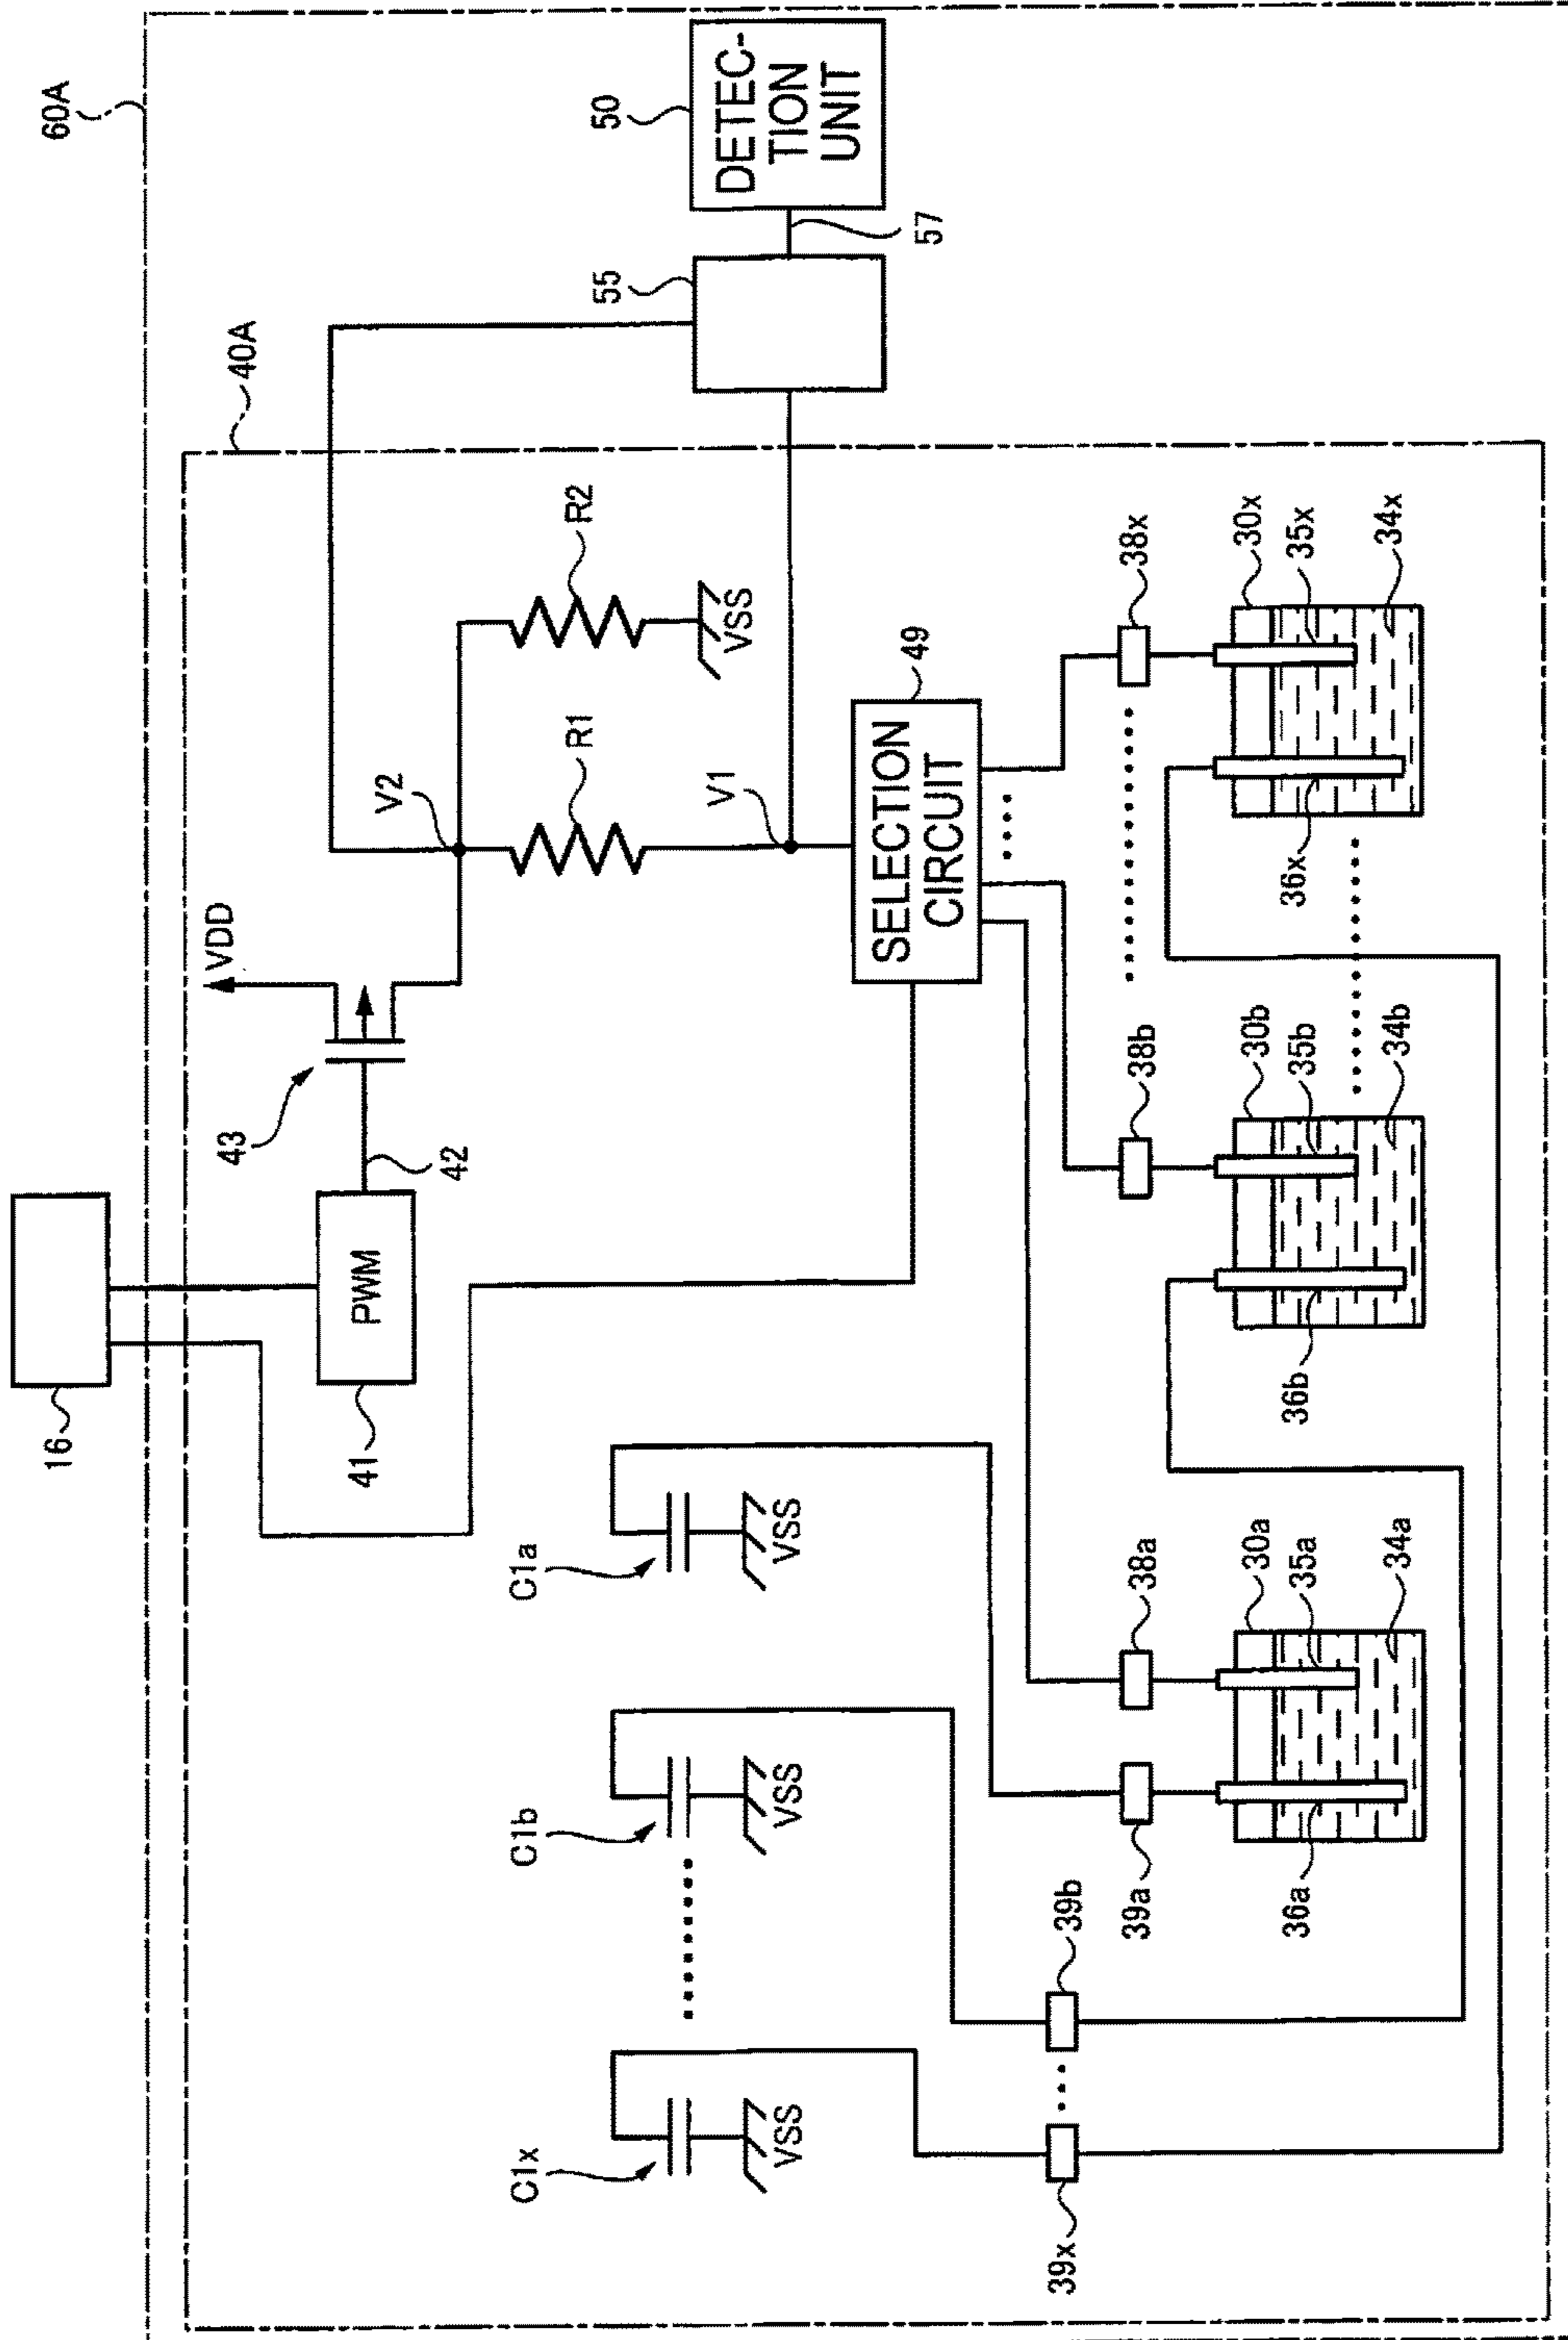 60A
16
40A
VDD
43
PWM
41
42
V2
R1
R2
VSS
V1
55
50
DETEC-
TION
UNIT
57
C1x
VSS
C1b
VSS
C1a
VSS
SELECTION
CIRCUIT
49
39x
39b
39a
38a
38b
38x
30a
35a
34a
36a
30b
35b
34b
36b
30x
35x
34x
36x